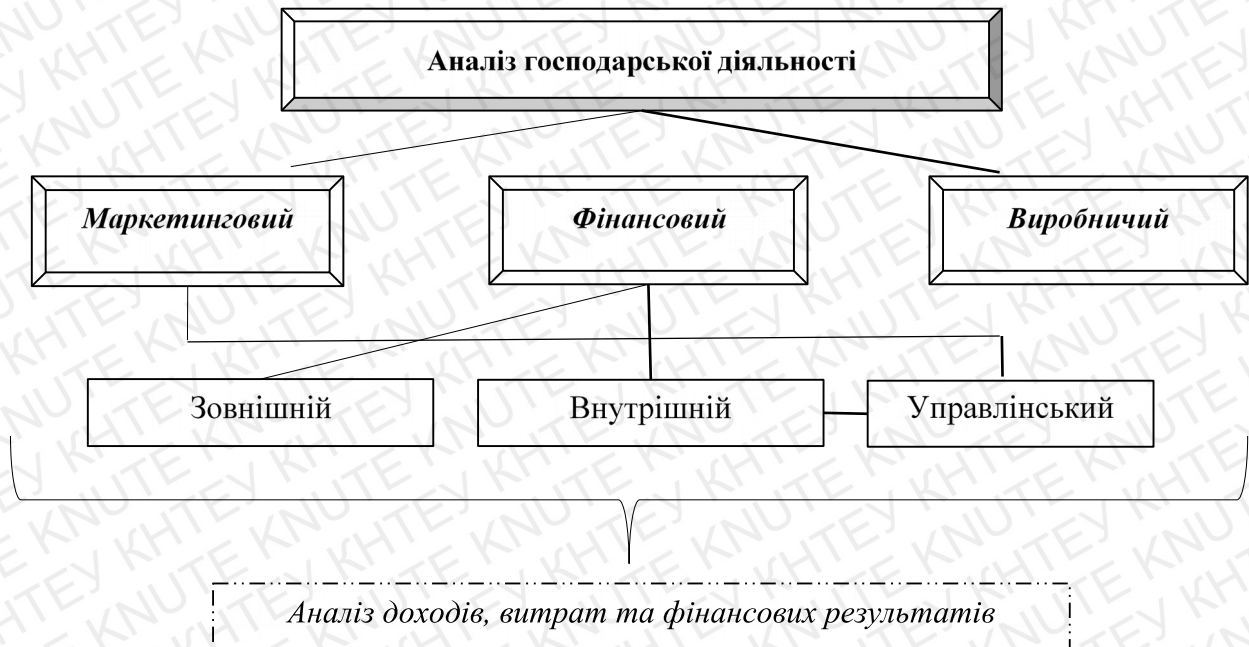 Аналіз господарської діяльності
Маркетинговий
Фінансовий
Виробничий
Зовнішній
Внутрішній
Управлінський
Аналіз доходів, витрат та фінансових результатів